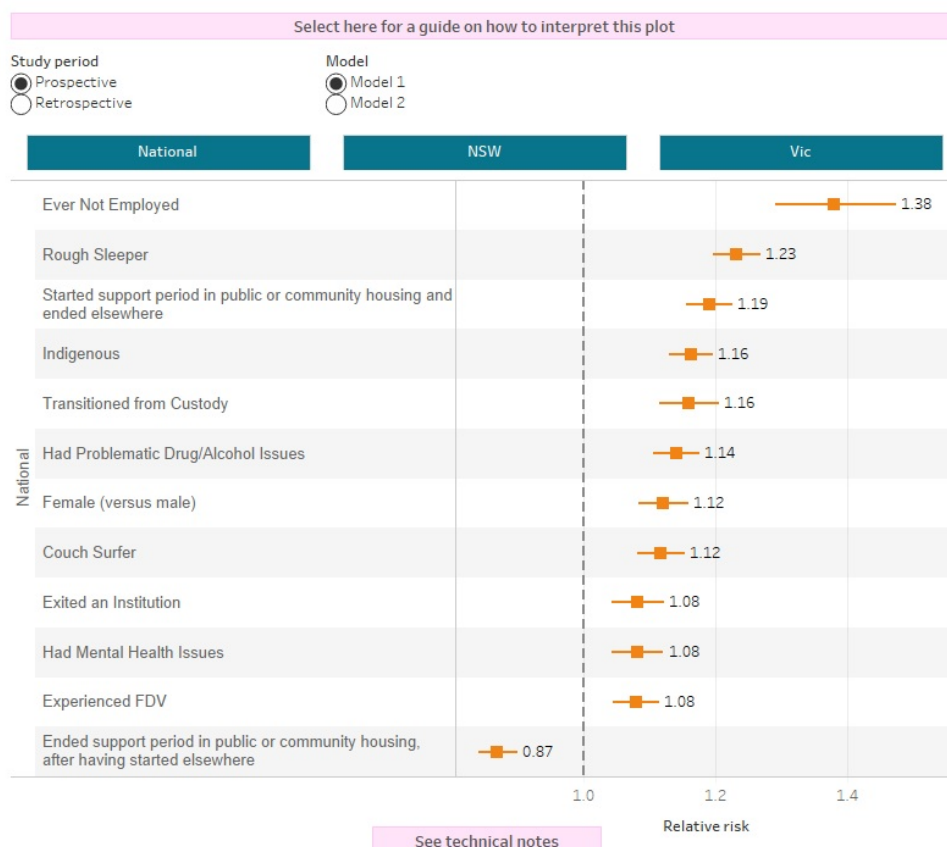 Select here for a guide on how to interpret this plot
Study period
Prospective
Retrospective
Model
Model 1
Model 2
National
NSW
Vic
National
Ever Not Employed
1.38
Rough Sleeper
1.23
Started support period in public or community housing and
ended elsewhere
1.19
Indigenous
1.16
Transitioned from Custody
1.16
Had Problematic Drug/Alcohol Issues
1.14
Female (versus male)
1.12
Couch Surfer
1.12
Exited an Institution
1.08
Had Mental Health Issues
1.08
Experienced FDV
1.08
Ended support period in public or community housing,
after having started elsewhere
0.87
1.0
1.2
1.4
Relative risk
See technical notes